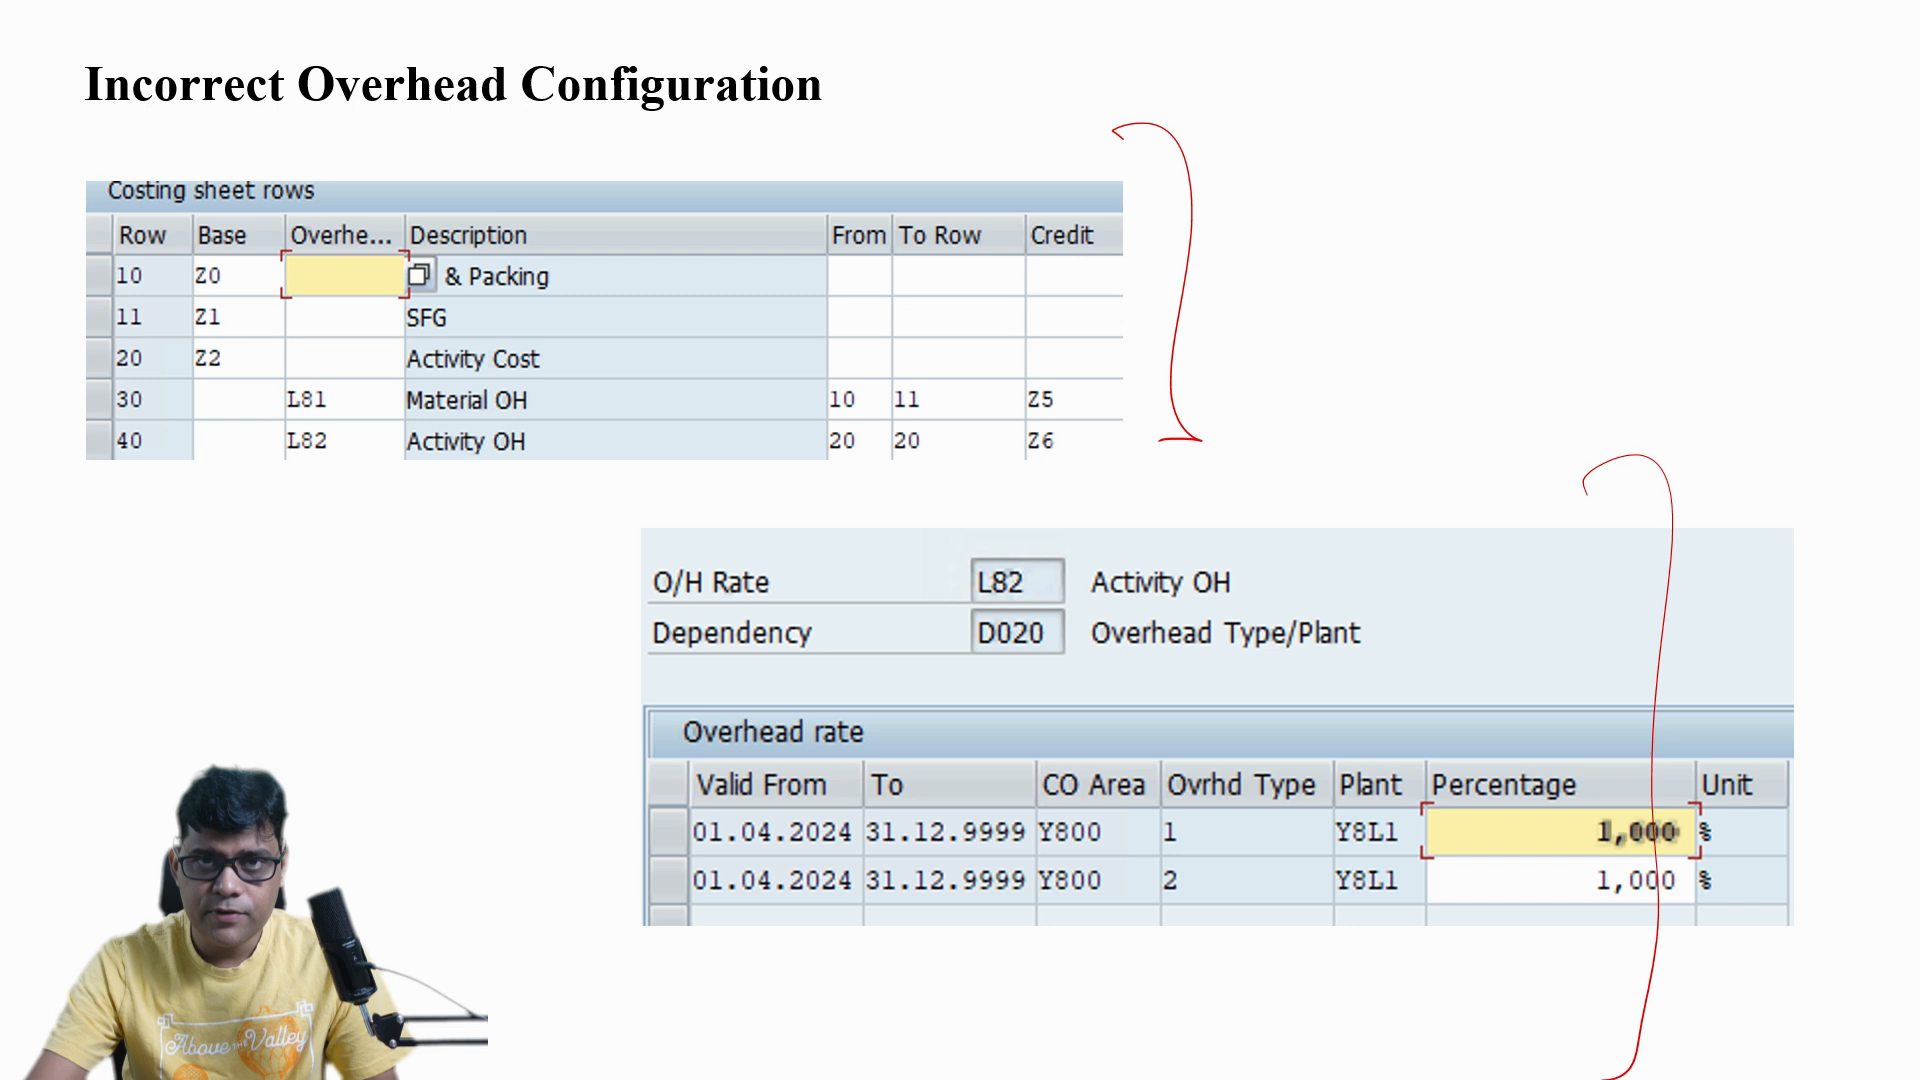 Incorrect Overhead Configuration
Costing sheet rows
Row Base Overhe... Description From To Row Credit
10 Z0 & Packing
11 Z1 SFG
20 Z2 Activity Cost
30 L81 Material OH 10 11 Z5
40 L82 Activity OH 20 20 Z6
O/H Rate L82 Activity OH
Dependency D020 Overhead Type/Plant
Overhead rate
Valid From To CO Area Ovrhd Type Plant Percentage Unit
01.04.2024 31.12.9999 Y800 1 Y8L1 1,000 %
01.04.2024 31.12.9999 Y800 2 Y8L1 1,000 %
Above THE Valley